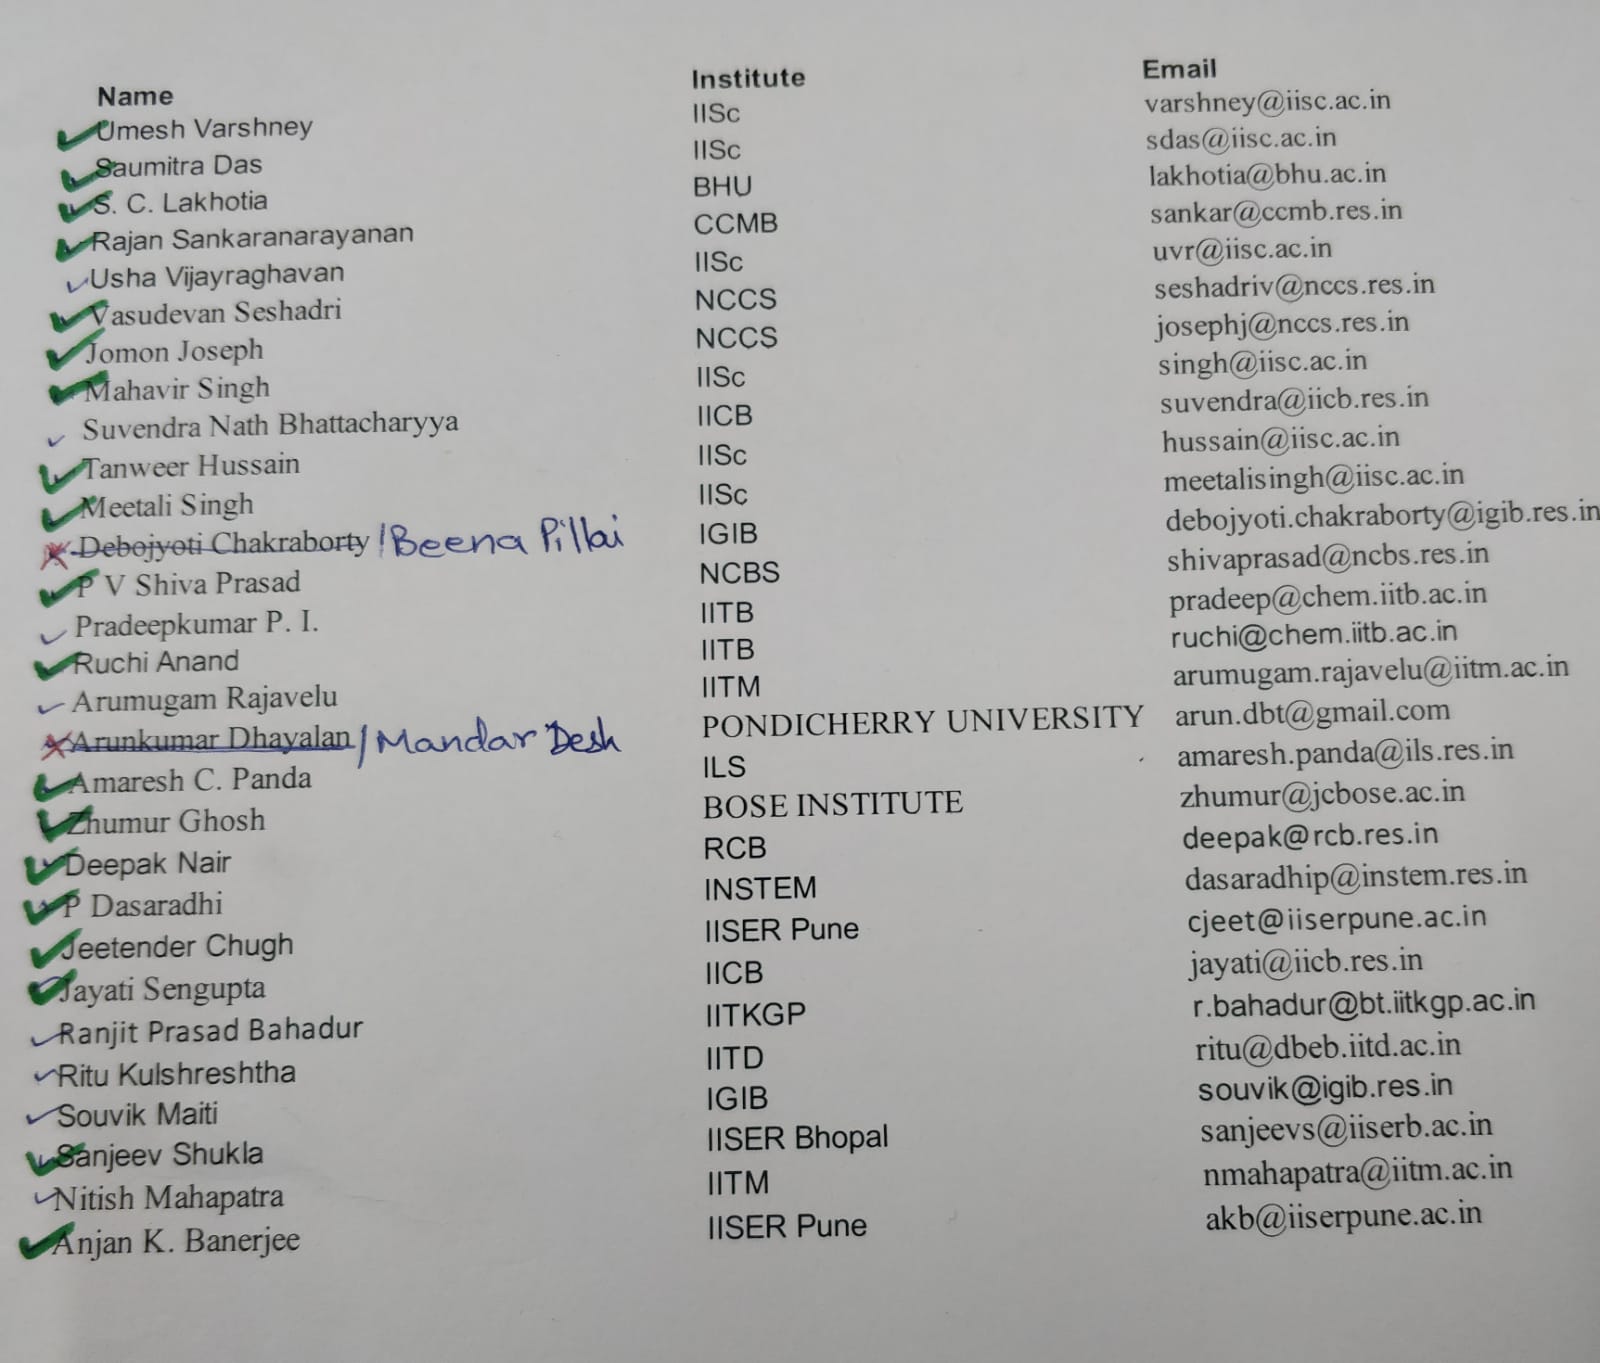 Name Institute Email
Umesh Varshney IISc varshney@iisc.ac.in
Saumitra Das IISc sdas@iisc.ac.in
S. C. Lakhotia BHU lakhotia@bhu.ac.in
Rajan Sankaranarayanan CCMB sankar@ccmb.res.in
Usha Vijayraghavan IISc uvr@iisc.ac.in
Vasudevan Seshadri NCCS seshadriv@nccs.res.in
Jomon Joseph NCCS josephj@nccs.res.in
Mahavir Singh IISc singh@iisc.ac.in
Suvendra Nath Bhattacharyya IICB suvendra@iicb.res.in
Tanweer Hussain IISc hussain@iisc.ac.in
Meetali Singh IISc meetalisingh@iisc.ac.in
Debojyoti Chakraborty / Beena Pillai IGIB debojyoti.chakraborty@igib.res.in
P V Shiva Prasad NCBS shivaprasad@ncbs.res.in
Pradeepkumar P. I. IITB pradeep@chem.iitb.ac.in
Ruchi Anand IITB ruchi@chem.iitb.ac.in
Arumugam Rajavelu IITM arumugam.rajavelu@iitm.ac.in
Arunkumar Dhayalan / Mandar Desh PONDICHERRY UNIVERSITY arun.dbt@gmail.com
Amaresh C. Panda ILS amaresh.panda@ils.res.in
Zhumur Ghosh BOSE INSTITUTE zhumur@jcbose.ac.in
Deepak Nair RCB deepak@rcb.res.in
P Dasaradhi INSTEM dasaradhip@instem.res.in
Jeetender Chugh IISER Pune cjeet@iiserpune.ac.in
Jayati Sengupta IICB jayati@iicb.res.in
Ranjit Prasad Bahadur IITKGP r.bahadur@bt.iitkgp.ac.in
Ritu Kulshreshtha IITD ritu@dbeb.iitd.ac.in
Souvik Maiti IGIB souvik@igib.res.in
Sanjeev Shukla IISER Bhopal sanjeevs@iiserb.ac.in
Nitish Mahapatra IITM nmahapatra@iitm.ac.in
Anjan K. Banerjee IISER Pune akb@iiserpune.ac.in